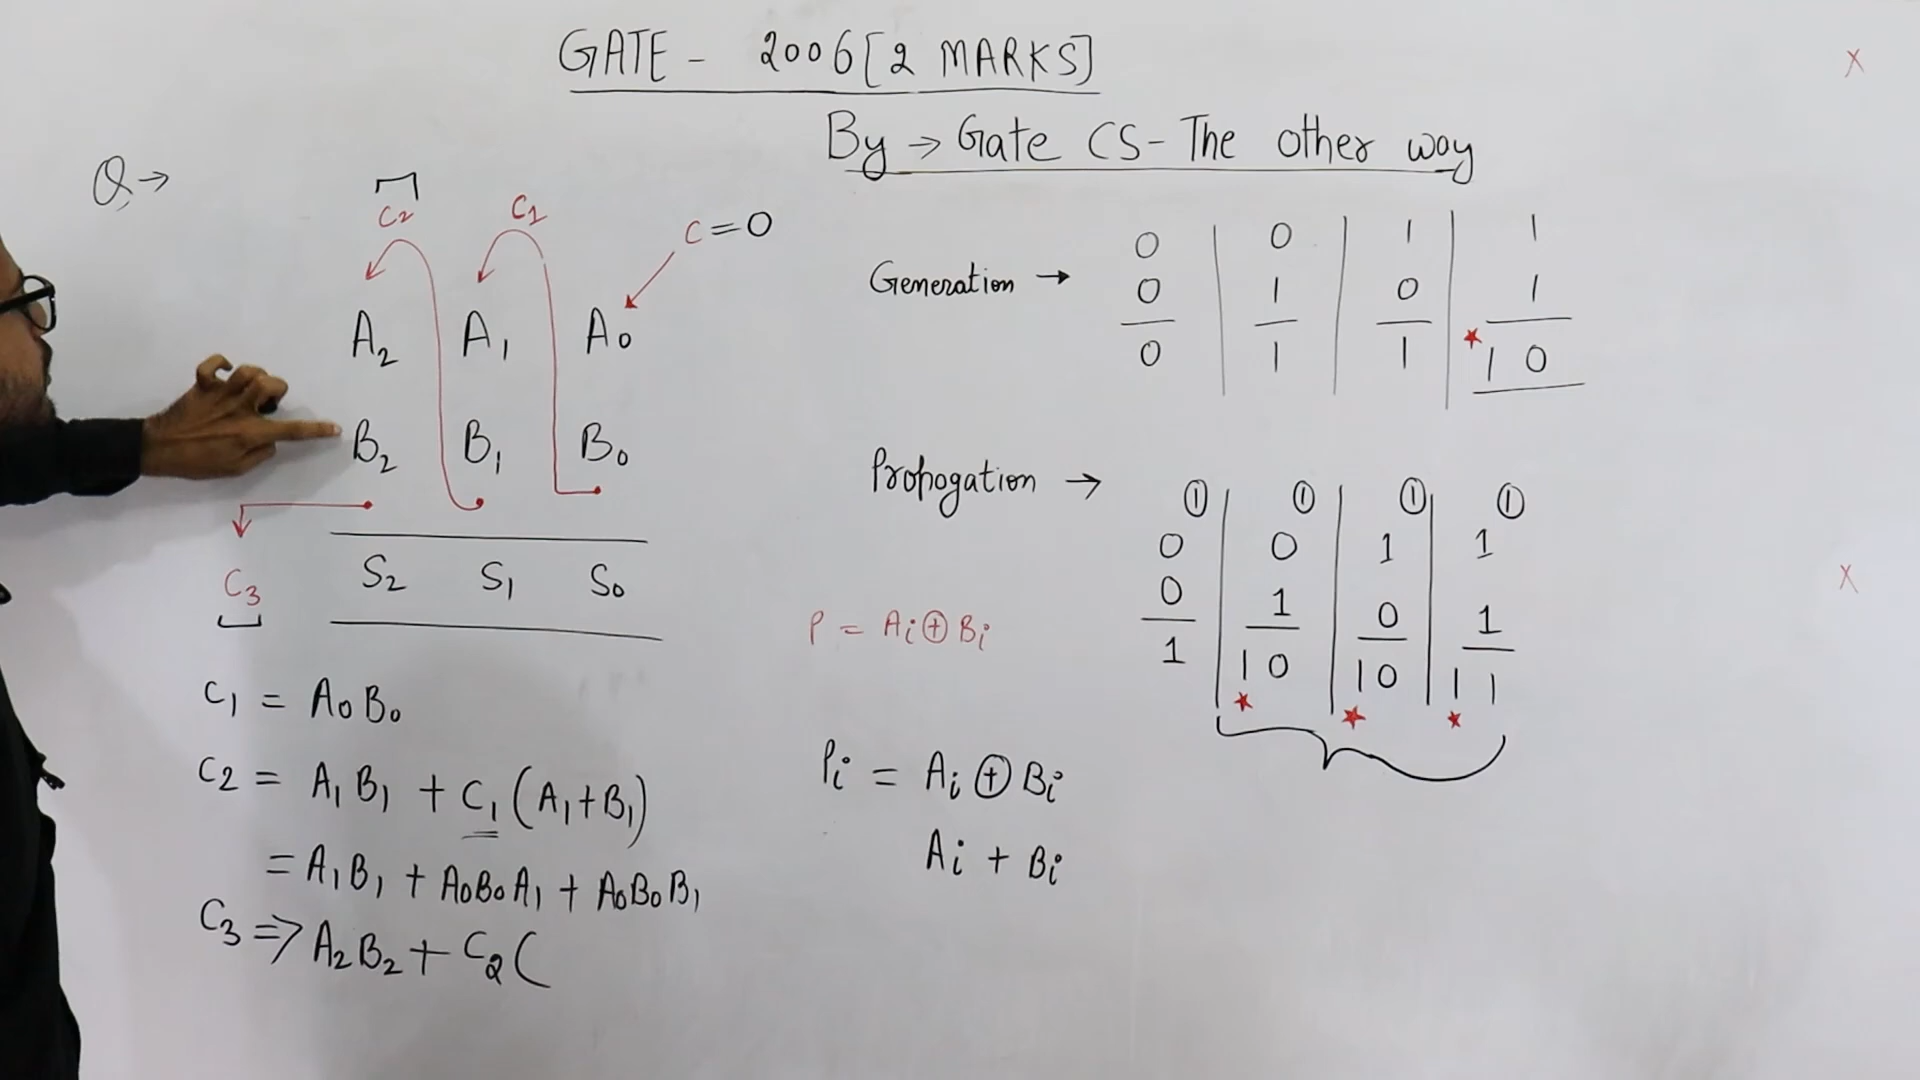 GATE - 2006 [2 MARKS]
By → Gate CS - The other way
Q →
C2 C1 C = 0
A2 A1 A0
B2 B1 B0
C3 S2 S1 S0
C1 = A0B0
C2 = A1B1 + C1(A1+B1)
= A1B1 + A0B0A1 + A0B0B1
C3 => A2B2 + C2(
Generation →
0 | 0 | 1 | 1
0 | 1 | 0 | 1
0 | 1 | 1 | 10
Propogation →
① | ① | ① | ①
0 | 0 | 1 | 1
0 | 1 | 0 | 1
1 | 10 | 10 | 11
P = Ai ⊕ Bi
Pi = Ai ⊕ Bi
Ai + Bi
X
X